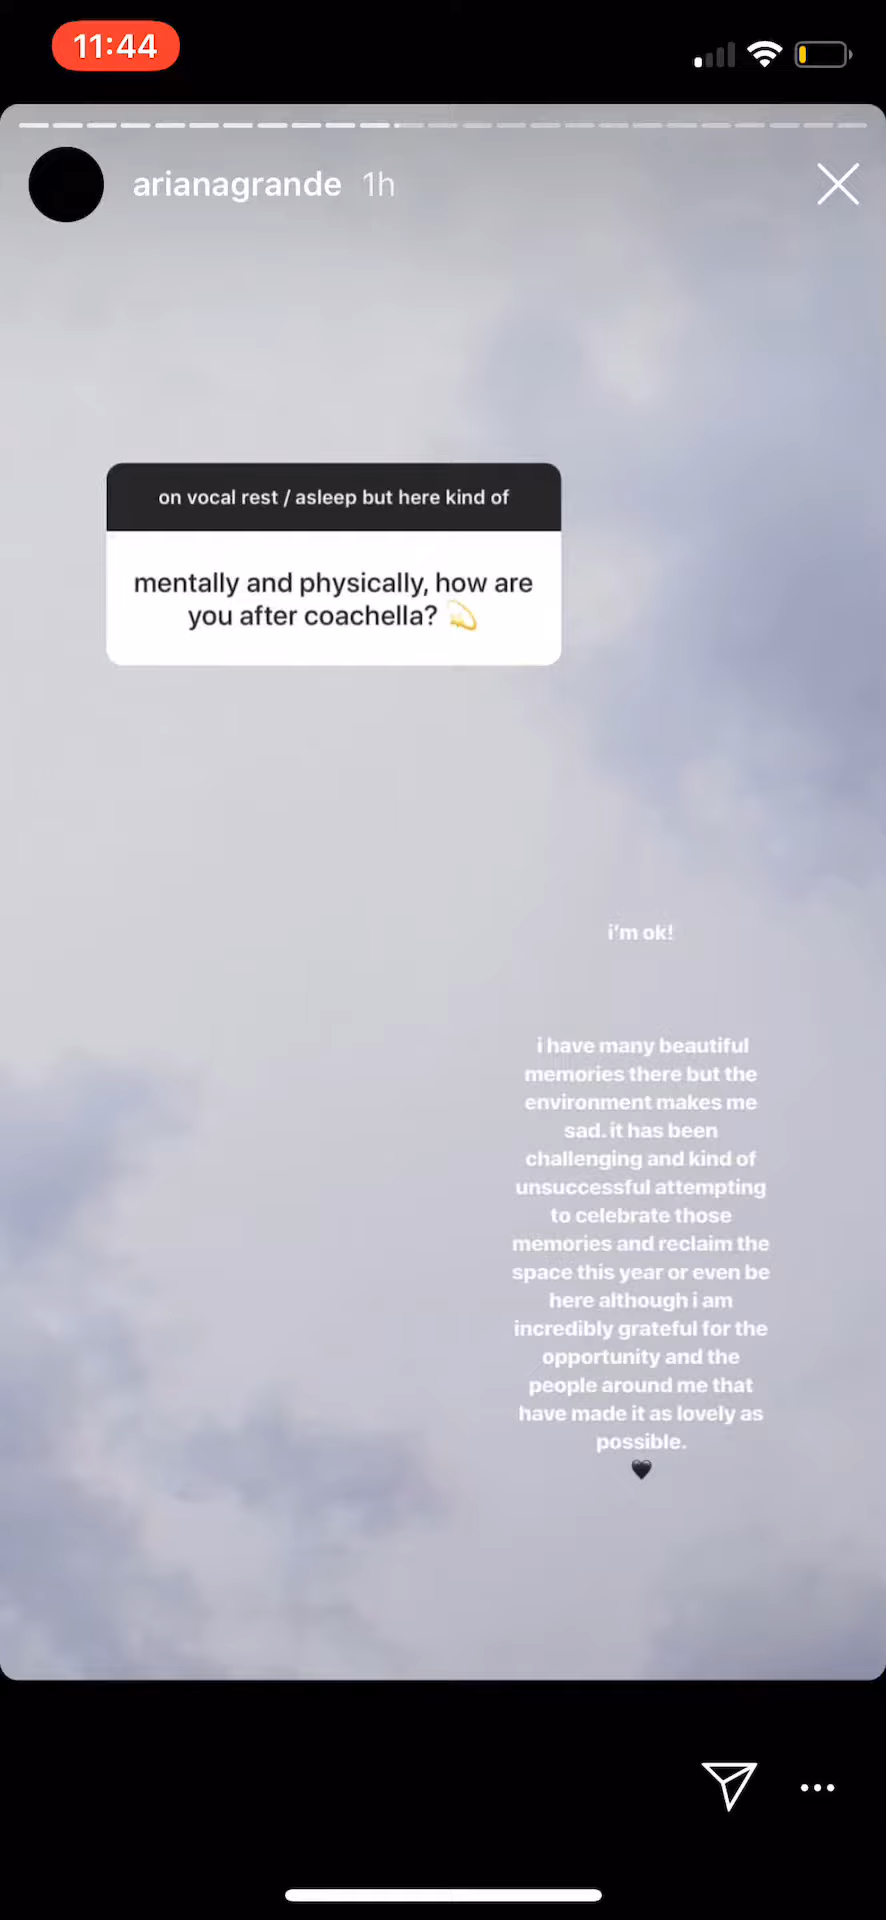 11:44
arianagrande 1h
on vocal rest / asleep but here kind of
mentally and physically, how are
you after coachella? 💫
i'm ok!
i have many beautiful
memories there but the
environment makes me
sad. it has been
challenging and kind of
unsuccessful attempting
to celebrate those
memories and reclaim the
space this year or even be
here although i am
incredibly grateful for the
opportunity and the
people around me that
have made it as lovely as
possible.
🖤